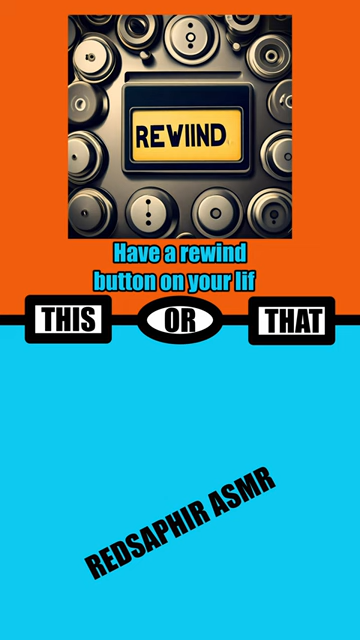 REWIIND
Have a rewind
button on your lif
THIS OR THAT
REDSAPHIR ASMR